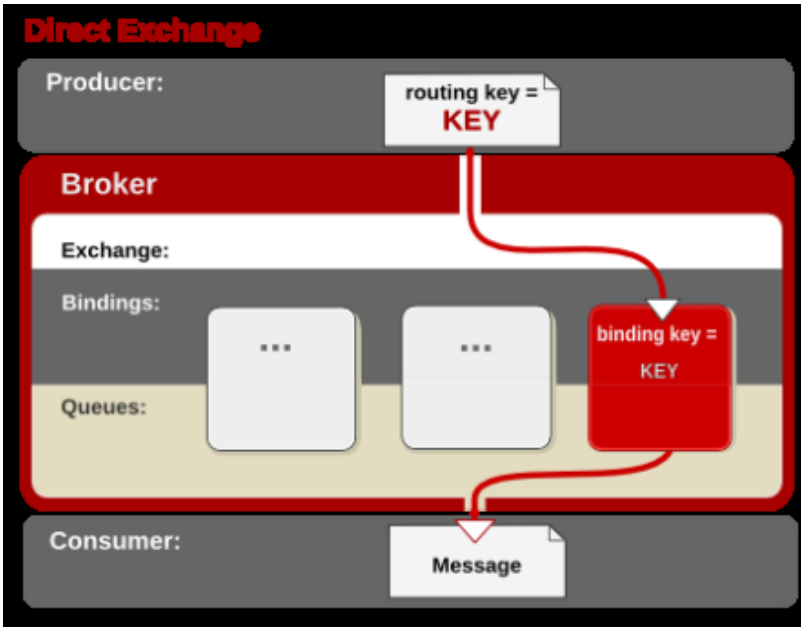 Direct Exchange
Producer:
routing key =
KEY
Broker
Exchange:
Bindings:
...
...
binding key =
KEY
Queues:
Consumer:
Message